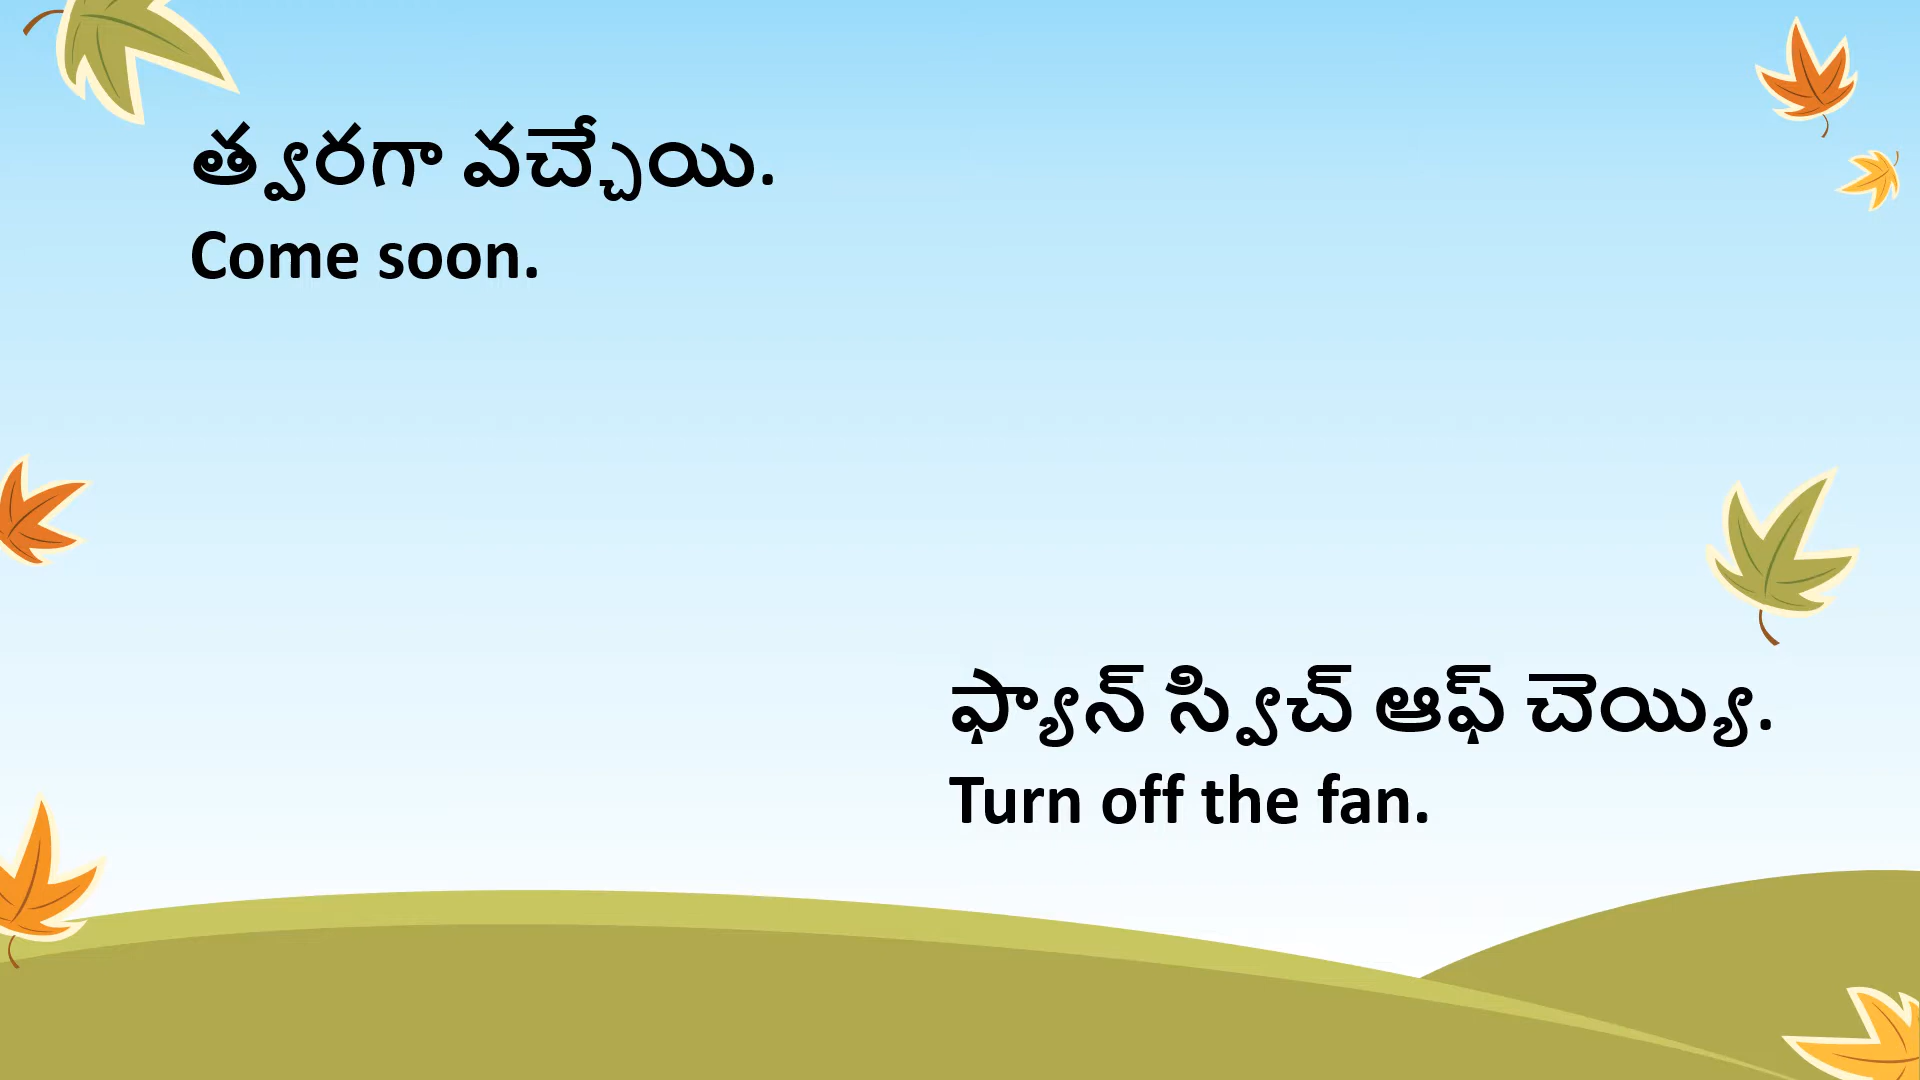 త్వరగా వచ్చేయి.
Come soon.
ఫ్యాన్ స్విచ్ ఆఫ్ చెయ్యి.
Turn off the fan.